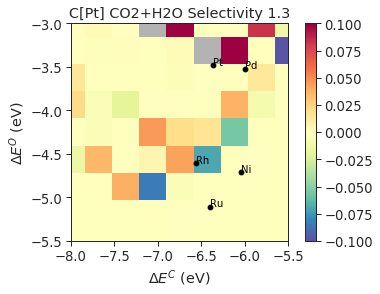 C[Pt] CO2+H2O Selectivity 1.3
−3.0
−3.5
−4.0
−4.5
−5.0
−5.5
ΔE^O (eV)
Pt
Pd
Rh
Ni
Ru
−8.0 −7.5 −7.0 −6.5 −6.0 −5.5
ΔE^C (eV)
0.100
0.075
0.050
0.025
0.000
−0.025
−0.050
−0.075
−0.100